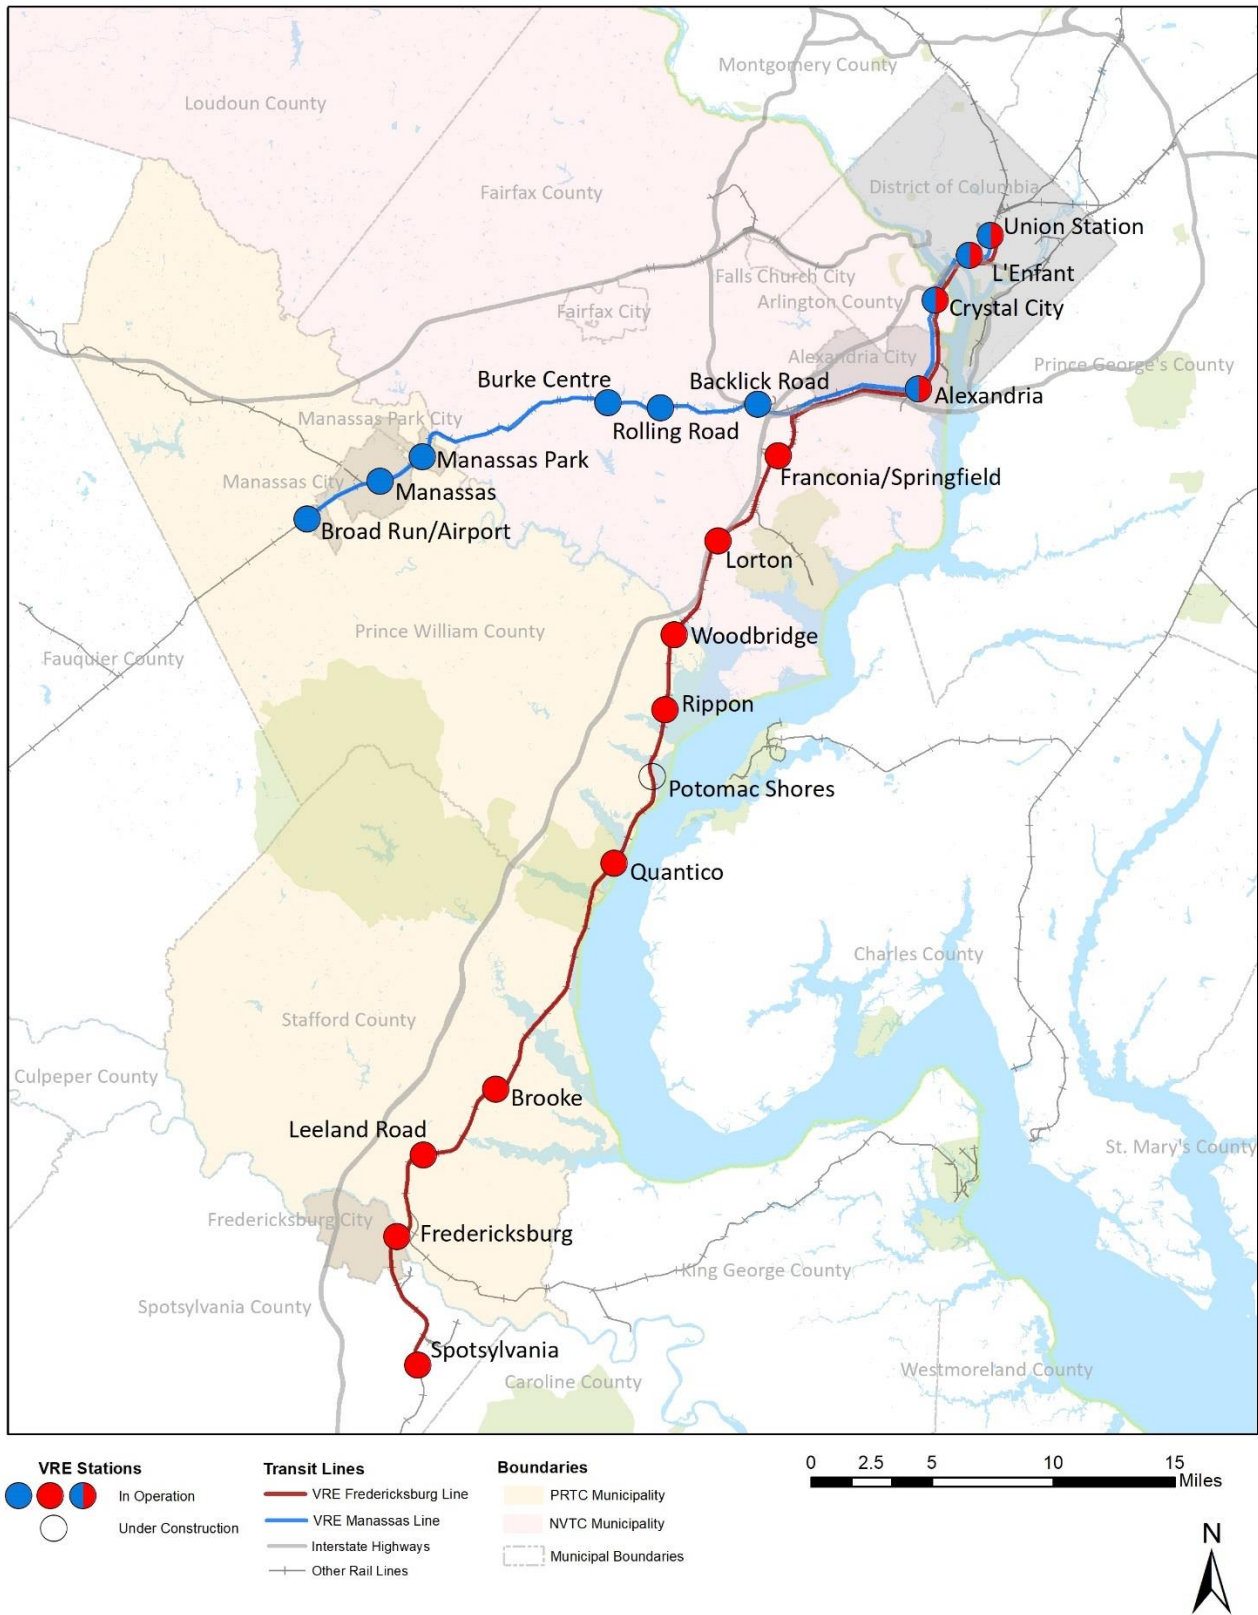 Montgomery County
Loudoun County
District of Columbia
Fairfax County
Union Station
L'Enfant
Falls Church City
Arlington County
Crystal City
Fairfax City
Alexandria City
Prince George's County
Burke Centre
Backlick Road
Alexandria
Manassas Park City
Rolling Road
Manassas Park
Franconia/Springfield
Manassas City
Manassas
Broad Run/Airport
Lorton
Prince William County
Woodbridge
Fauquier County
Rippon
Potomac Shores
Quantico
Charles County
Stafford County
Culpeper County
Brooke
Leeland Road
St. Mary's County
Fredericksburg City
Fredericksburg
King George County
Spotsylvania County
Spotsylvania
Westmoreland County
Caroline County
VRE Stations
In Operation
Under Construction
Transit Lines
VRE Fredericksburg Line
VRE Manassas Line
Interstate Highways
Other Rail Lines
Boundaries
PRTC Municipality
NVTC Municipality
Municipal Boundaries
0 2.5 5 10 15
Miles
N